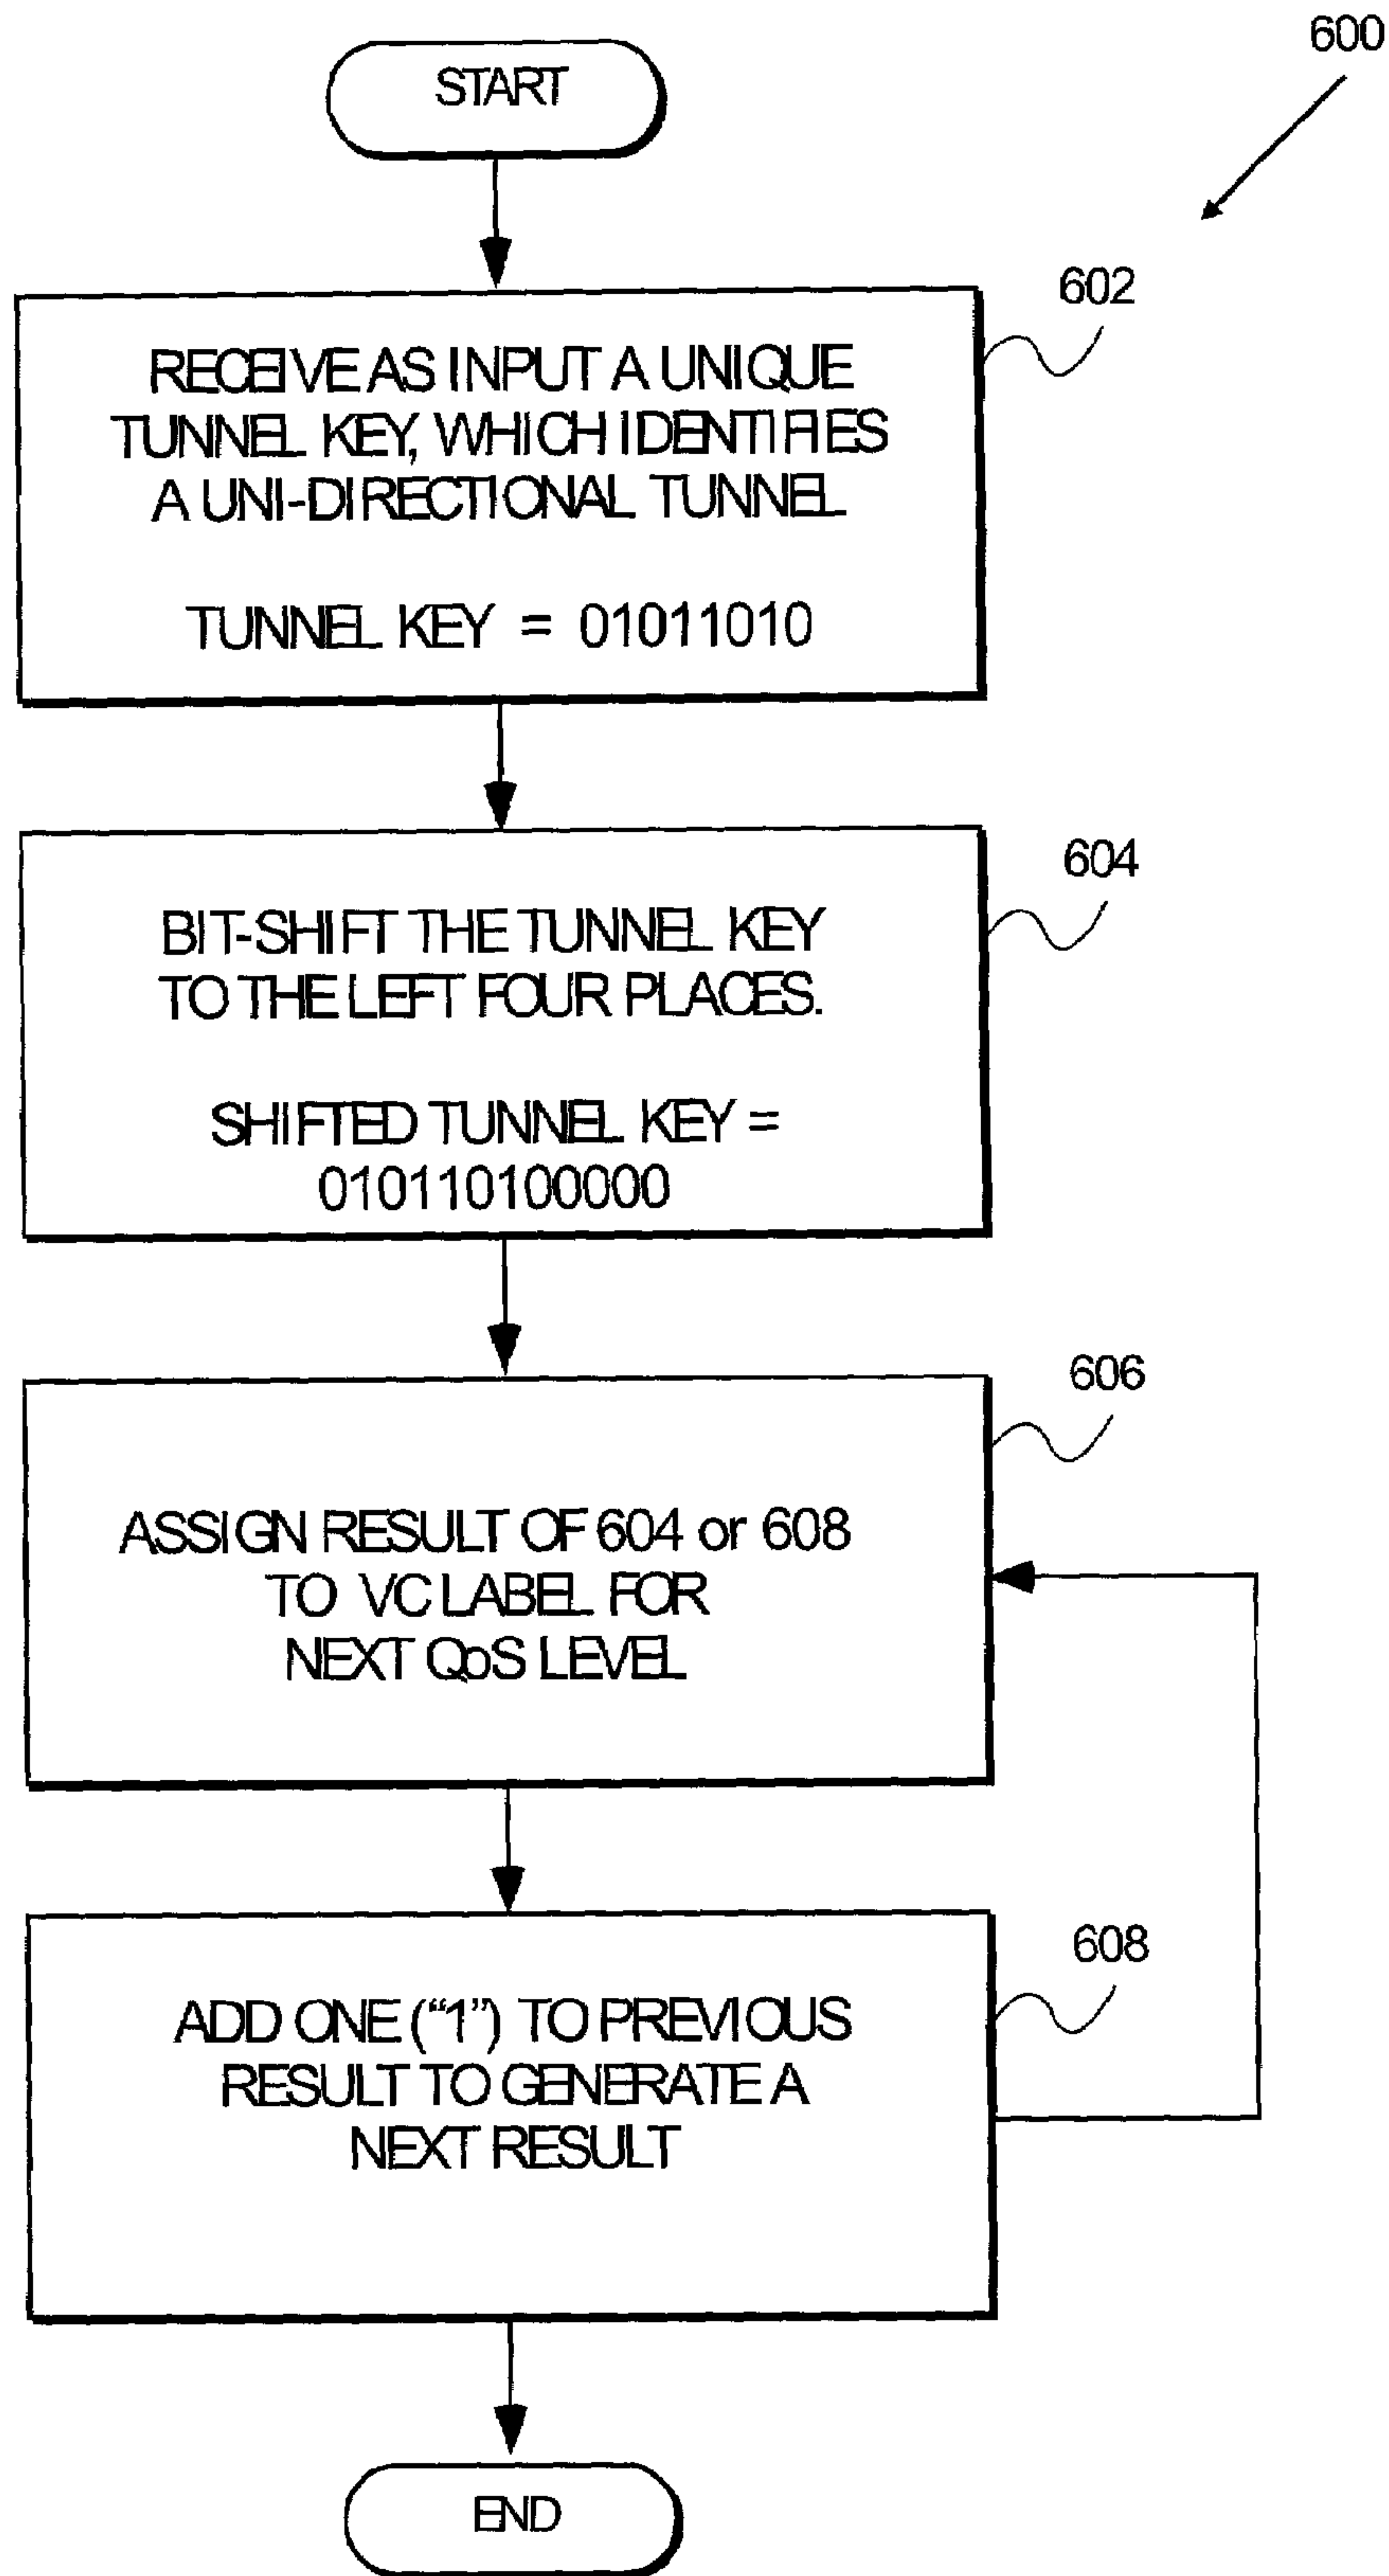 600
START
602
RECEIVE AS INPUT A UNIQUE
TUNNEL KEY, WHICH IDENTIFIES
A UNI-DIRECTIONAL TUNNEL
TUNNEL KEY = 01011010
604
BIT-SHIFT THE TUNNEL KEY
TO THE LEFT FOUR PLACES.
SHIFTED TUNNEL KEY =
010110100000
606
ASSIGN RESULT OF 604 or 608
TO VC LABEL FOR
NEXT QoS LEVEL
608
ADD ONE (“1”) TO PREVIOUS
RESULT TO GENERATE A
NEXT RESULT
END